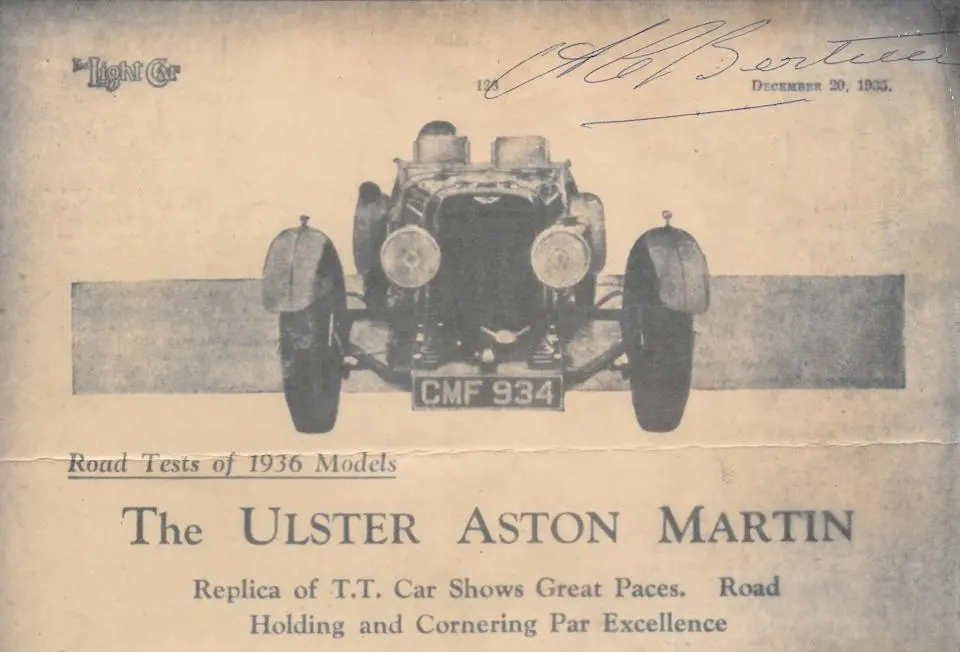 A C Bertelli
The Light Car
DECEMBER 20, 1935.
CMF 934
Road Tests of 1936 Models
The ULSTER ASTON MARTIN
Replica of T.T. Car Shows Great Paces. Road
Holding and Cornering Par Excellence